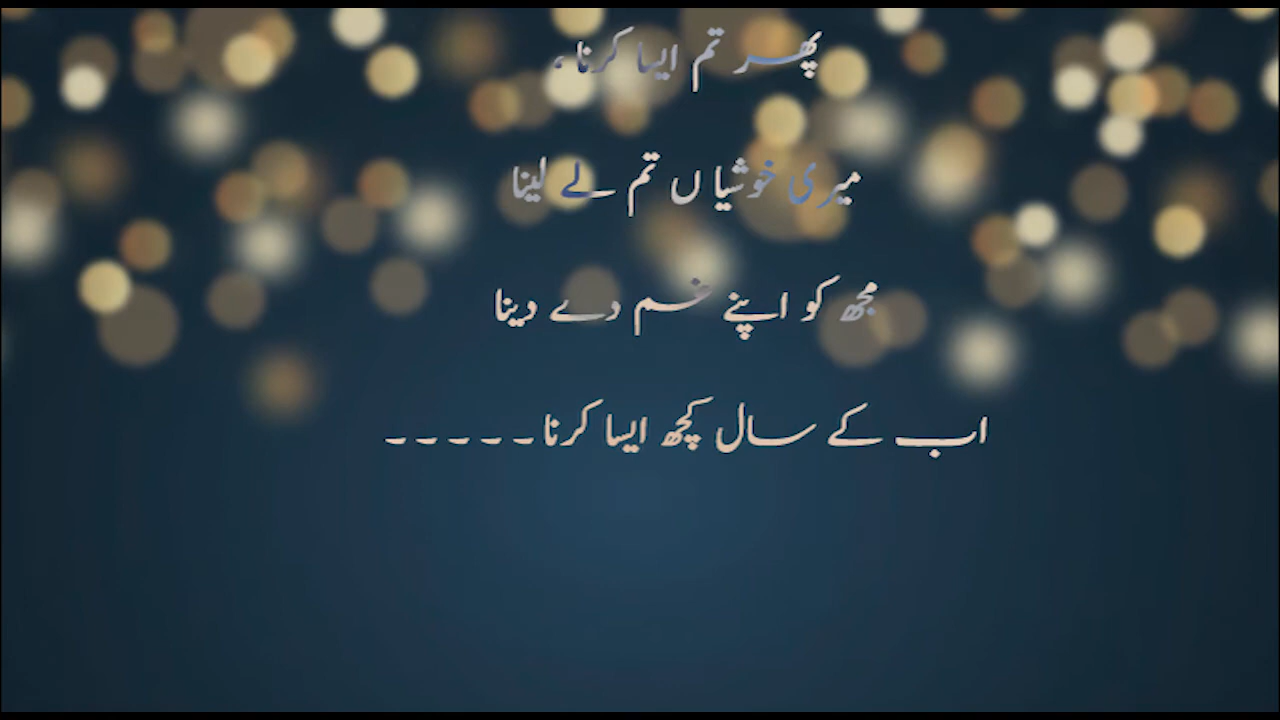 پھر تم ایسا کرنا ،
میری خوشیاں تم لے لینا
مجھ کو اپنے غم دے دینا
اب کے سال کچھ ایسا کرنا۔۔۔۔۔